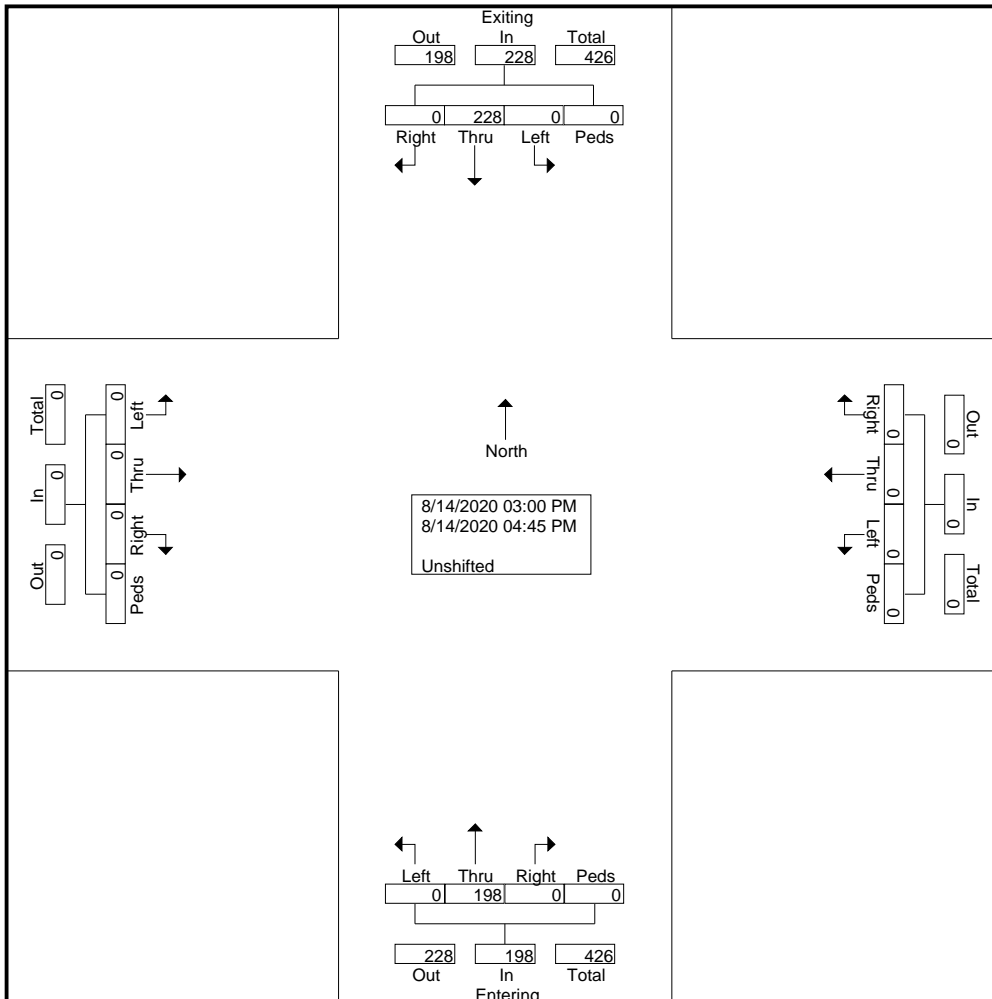 Exiting
Out In Total
198 228 426
0 228 0 0
Right Thru Left Peds
Total 0
In 0
Out 0
0 0 0 0
Left Thru Right Peds
North
8/14/2020 03:00 PM
8/14/2020 04:45 PM
Unshifted
Right Thru Left Peds
0 0 0 0
Out 0
In 0
Total 0
Left Thru Right Peds
0 198 0 0
228 198 426
Out In Total
Entering